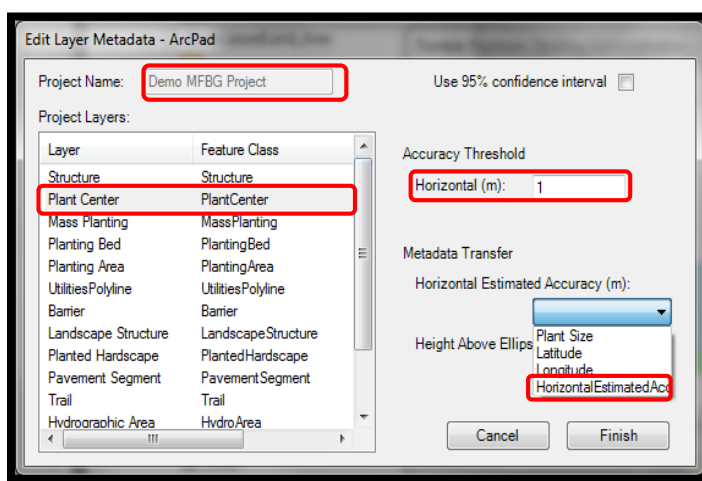 Edit Layer Metadata - ArcPad
Project Name: Demo MFBG Project
Use 95% confidence interval
Project Layers:
Layer Feature Class
Structure Structure
Plant Center PlantCenter
Mass Planting MassPlanting
Planting Bed PlantingBed
Planting Area PlantingArea
UtilitiesPolyline UtilitiesPolyline
Barrier Barrier
Landscape Structure LandscapeStructure
Planted Hardscape PlantedHardscape
Pavement Segment PavementSegment
Trail Trail
Hydrographic Area HydroArea
Accuracy Threshold
Horizontal (m): 1
Metadata Transfer
Horizontal Estimated Accuracy (m):
Height Above Ellips
Plant Size
Latitude
Longitude
HorizontalEstimatedAcc
Cancel Finish